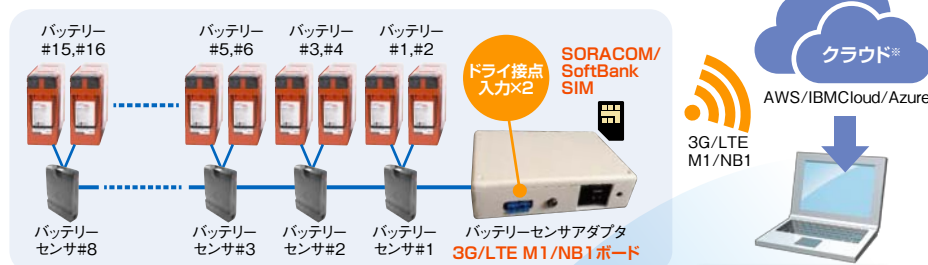 バッテリー
#15,#16
バッテリー
#5,#6
バッテリー
#3,#4
バッテリー
#1,#2
ドライ接点
入力×2
SORACOM/
SoftBank
SIM
クラウド※
AWS/IBMCloud/Azure
3G/LTE
M1/NB1
バッテリー
センサ#8
バッテリー
センサ#3
バッテリー
センサ#2
バッテリー
センサ#1
バッテリーセンサアダプタ
3G/LTE M1/NB1ボード